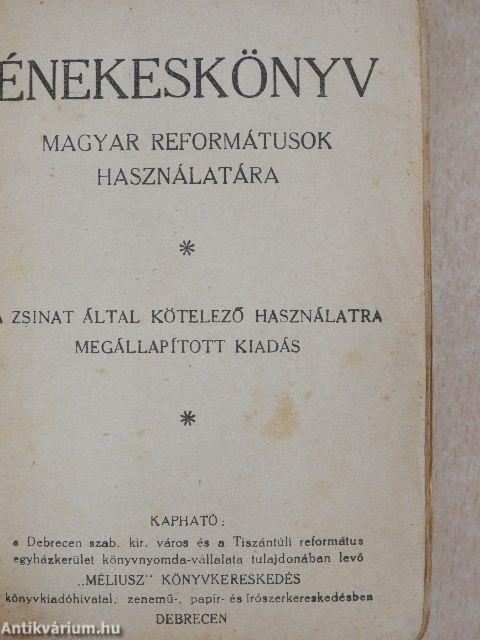 ÉNEKESKÖNYV
MAGYAR REFORMÁTUSOK
HASZNÁLATÁRA
*
A ZSINAT ÁLTAL KÖTELEZŐ HASZNÁLATRA
MEGÁLLAPÍTOTT KIADÁS
*
KAPHATÓ:
a Debrecen szab. kir. város és a Tiszántúli református
egyházkerület könyvnyomda-vállalata tulajdonában levő
„MÉLIUSZ" KÖNYVKERESKEDÉS
könyvkiadóhivatal, zenemű-, papír- és írószerkereskedésben
DEBRECEN
Antikvárium.hu